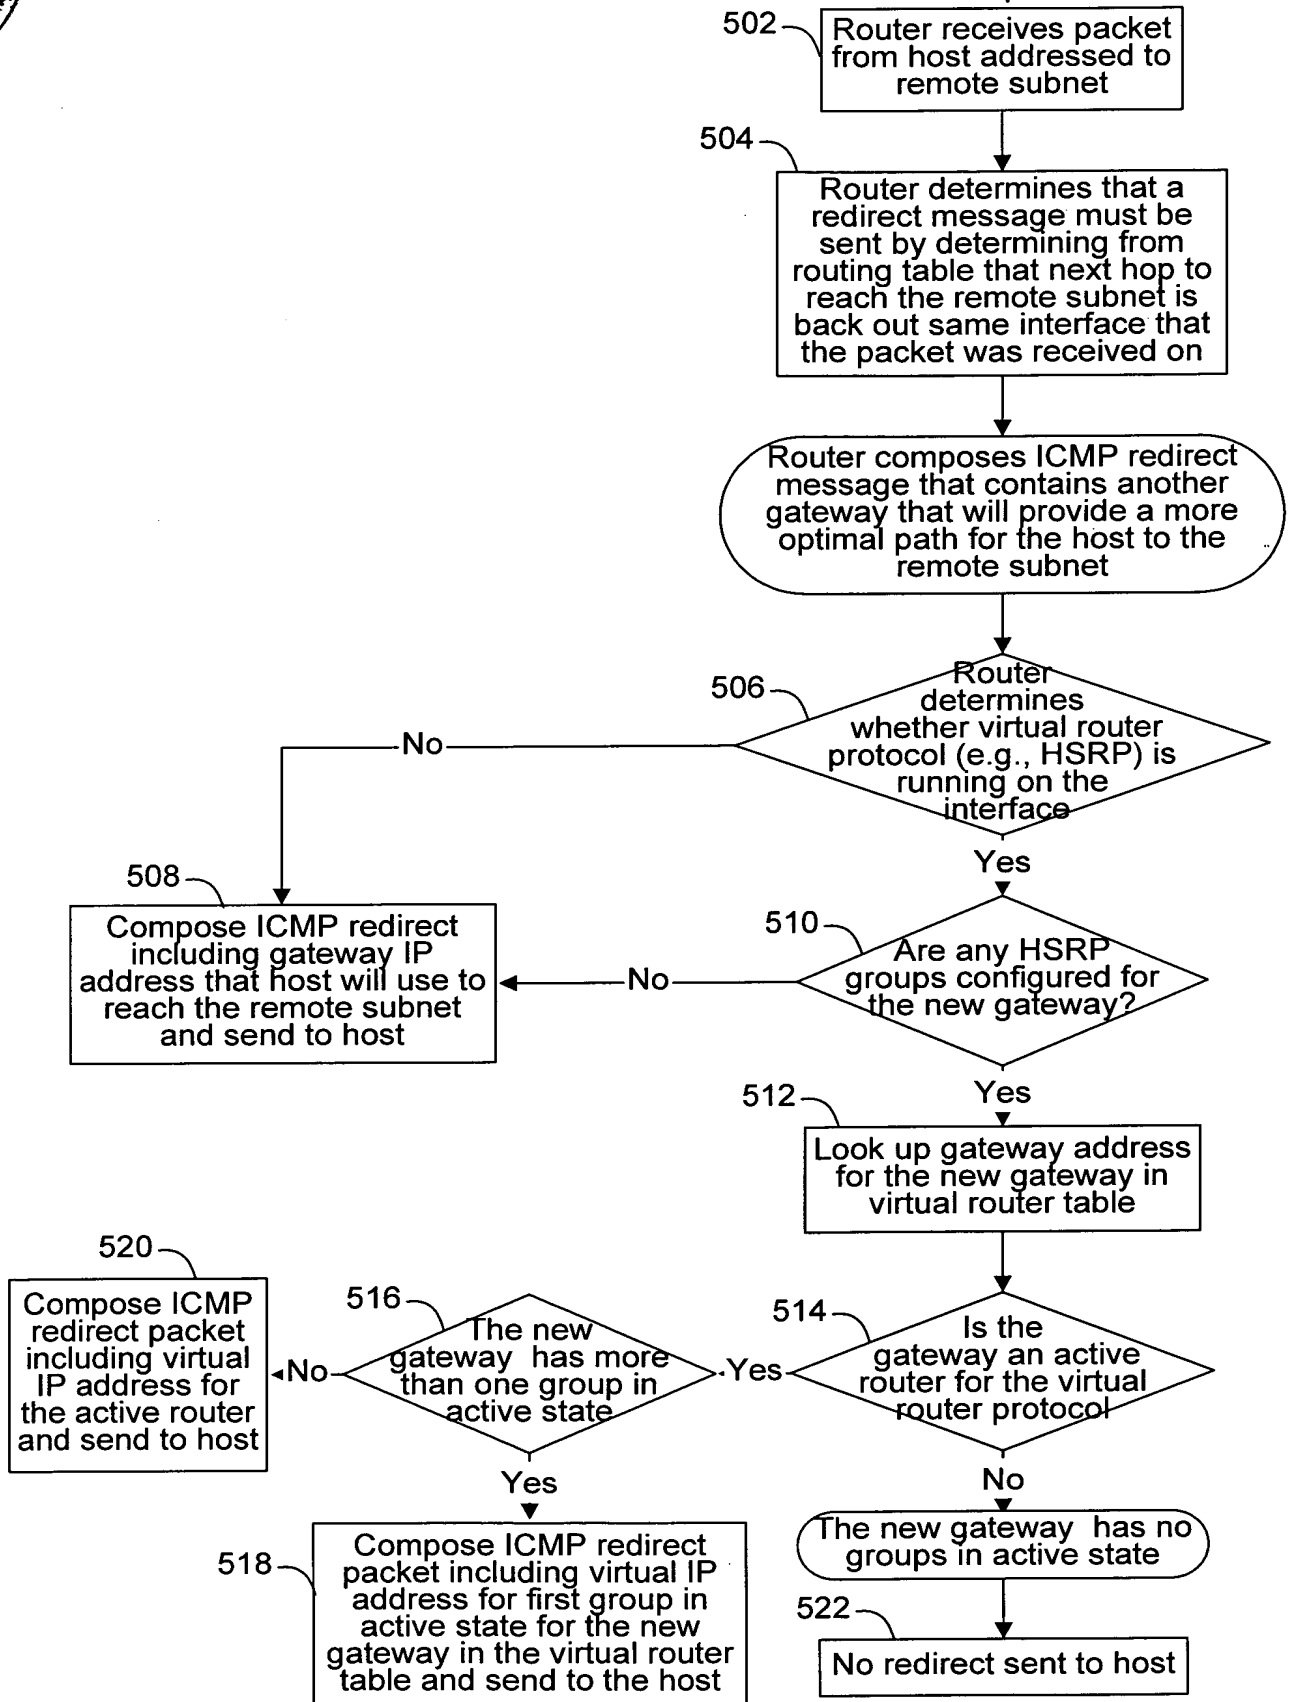 502
Router receives packet
from host addressed to
remote subnet
504
Router determines that a
redirect message must be
sent by determining from
routing table that next hop to
reach the remote subnet is
back out same interface that
the packet was received on
Router composes ICMP redirect
message that contains another
gateway that will provide a more
optimal path for the host to the
remote subnet
506
Router
determines
whether virtual router
protocol (e.g., HSRP) is
running on the
interface
No
Yes
508
Compose ICMP redirect
including gateway IP
address that host will use to
reach the remote subnet
and send to host
510
Are any HSRP
groups configured for
the new gateway?
No
Yes
512
Look up gateway address
for the new gateway in
virtual router table
514
Is the
gateway an active
router for the virtual
router protocol
Yes
516
The new
gateway has more
than one group in
active state
No
520
Compose ICMP
redirect packet
including virtual
IP address for
the active router
and send to host
Yes
518
Compose ICMP redirect
packet including virtual IP
address for first group in
active state for the new
gateway in the virtual router
table and send to the host
No
The new gateway has no
groups in active state
522
No redirect sent to host